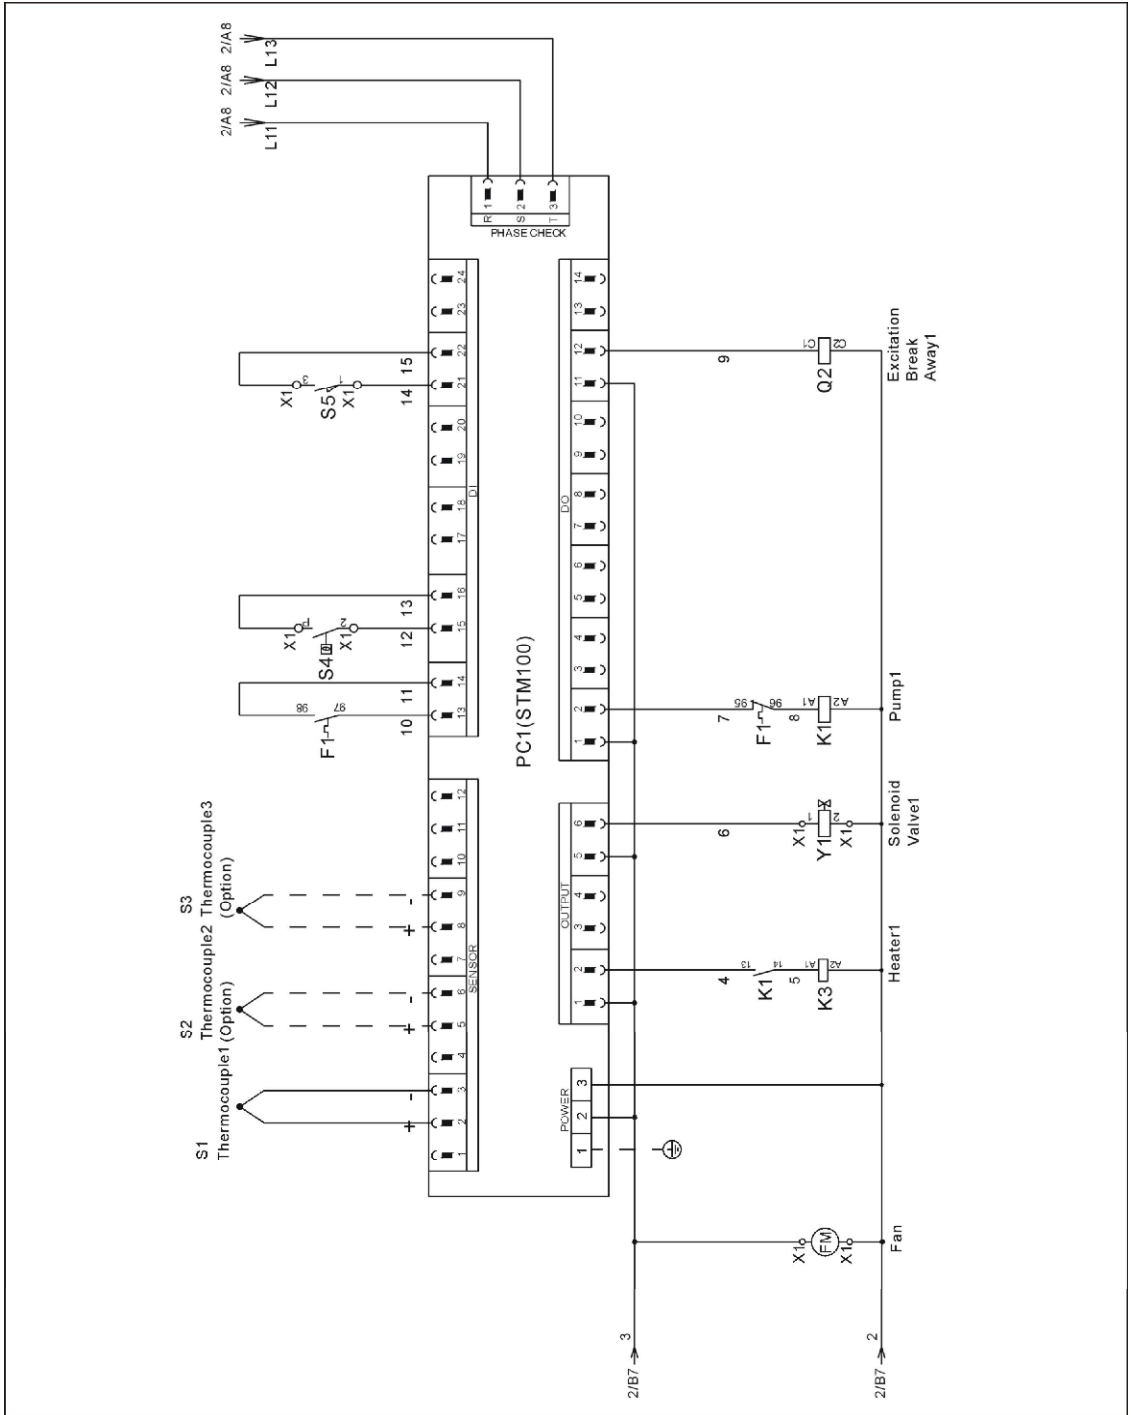 2/A8
L13
2/A8
L12
2/A8
L11
R 1
S 2
T 3
PHASE CHECK
24
23
22
21
20
19
18
17
16
15
14
13
DI
15
14
X1 3
S5
X1 1
13
12
X1 P
S4
X1 2
11
10
98
97
F1
PC1(STM100)
12
11
10
9
8
7
6
5
4
3
2
1
SENSOR
S3
Thermocouple3
(Option)
- +
S2
Thermocouple2
(Option)
- +
S1
Thermocouple1
- +
14
13
12
11
10
9
8
7
6
5
4
3
2
1
DO
9
C1 C2
Q2
Excitation
Break
Away1
7
95
96
F1
8
A1 A2
K1
Pump1
6
5
4
3
2
1
OUTPUT
6
X1 1
Y1
X1 2
Solenoid
Valve1
4
13
14
K1
5
A1 A2
K3
Heater1
3
2
1
POWER
X1
FM
X1
Fan
3
2/B7
2
2/B7